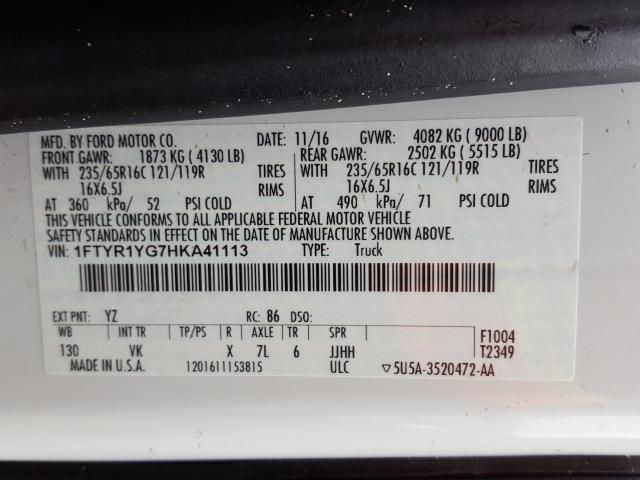 MFD. BY FORD MOTOR CO. DATE: 11/16 GVWR: 4082 KG ( 9000 LB)
FRONT GAWR: 1873 KG ( 4130 LB) REAR GAWR: 2502 KG ( 5515 LB)
WITH 235/65R16C 121/119R TIRES WITH 235/65R16C 121/119R TIRES
16X6.5J RIMS 16X6.5J RIMS
AT 360 kPa/ 52 PSI COLD AT 490 kPa/ 71 PSI COLD
THIS VEHICLE CONFORMS TO ALL APPLICABLE FEDERAL MOTOR VEHICLE
SAFETY STANDARDS IN EFFECT ON THE DATE OF MANUFACTURE SHOWN ABOVE.
VIN: 1FTYR1YG7HKA41113 TYPE: Truck
EXT PNT: YZ RC: 86 DSO:
WB INT TR TP/PS R AXLE TR SPR F1004
130 VK X 7L 6 JJHH T2349
MADE IN U.S.A. 1201611153815 ULC ▽5U5A-3520472-AA